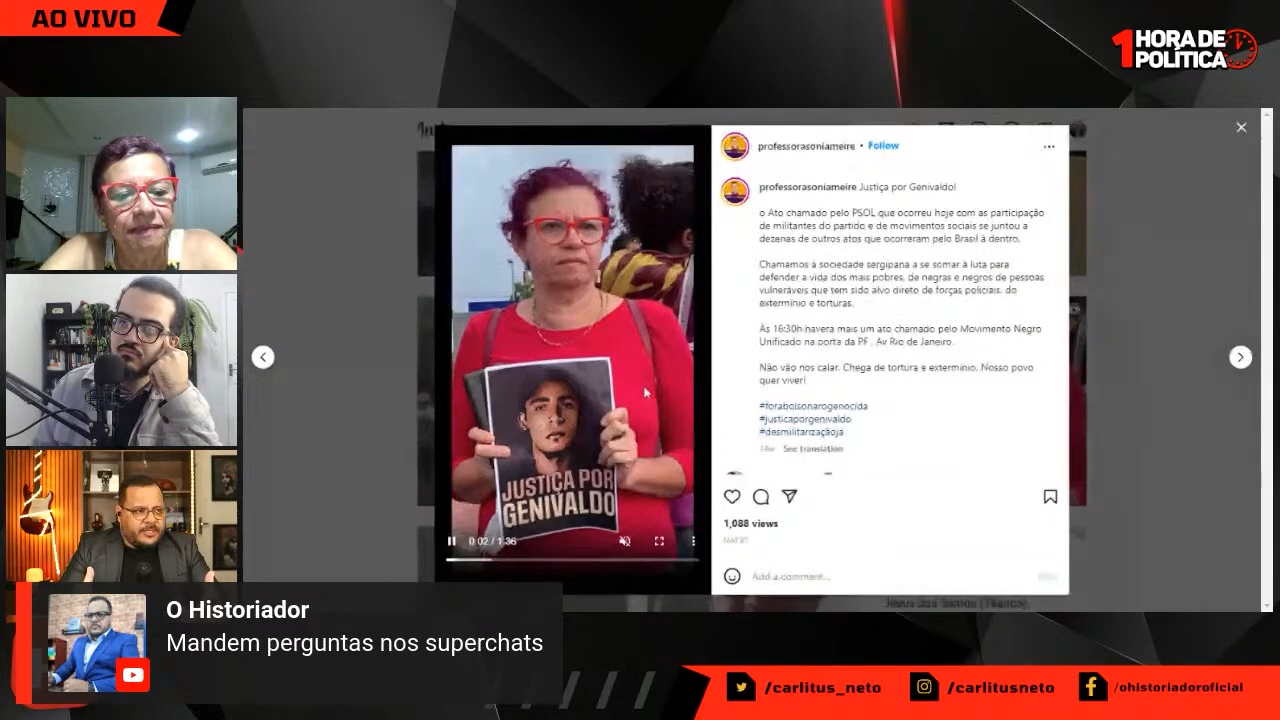 AO VIVO
1 HORA DE
POLÍTICA
professorasoniameire • Follow
professorasoniameire Justiça por Genivaldo!
o Ato chamado pelo PSOL que ocorreu hoje com as participação
de militantes do partido e de movimentos sociais se juntou a
dezenas de outros atos que ocorreram pelo Brasil à dentro.
Chamamos a sociedade sergipana a se somar à luta para
defender a vida dos mais pobres, de negras e negros de pessoas
vulneráveis que tem sido alvo direto de forças policiais, do
extermínio e torturas.
Ás 16:30h haverá mais um ato chamado pelo Movimento Negro
Unificado na porta da PF . Av Rio de Janeiro.
Não vão nos calar. Chega de tortura e extermínio. Nosso povo
quer viver!
#forabolsonarogenocida
#justicaporgenivaldo
#desmilitarizaçãojá
See translation
JUSTIÇA POR
GENIVALDO
0:02 / 1:36
1,088 views
Add a comment...
O Historiador
Mandem perguntas nos superchats
/carlitus_neto
/carlitusneto
/ohistoriadoroficial